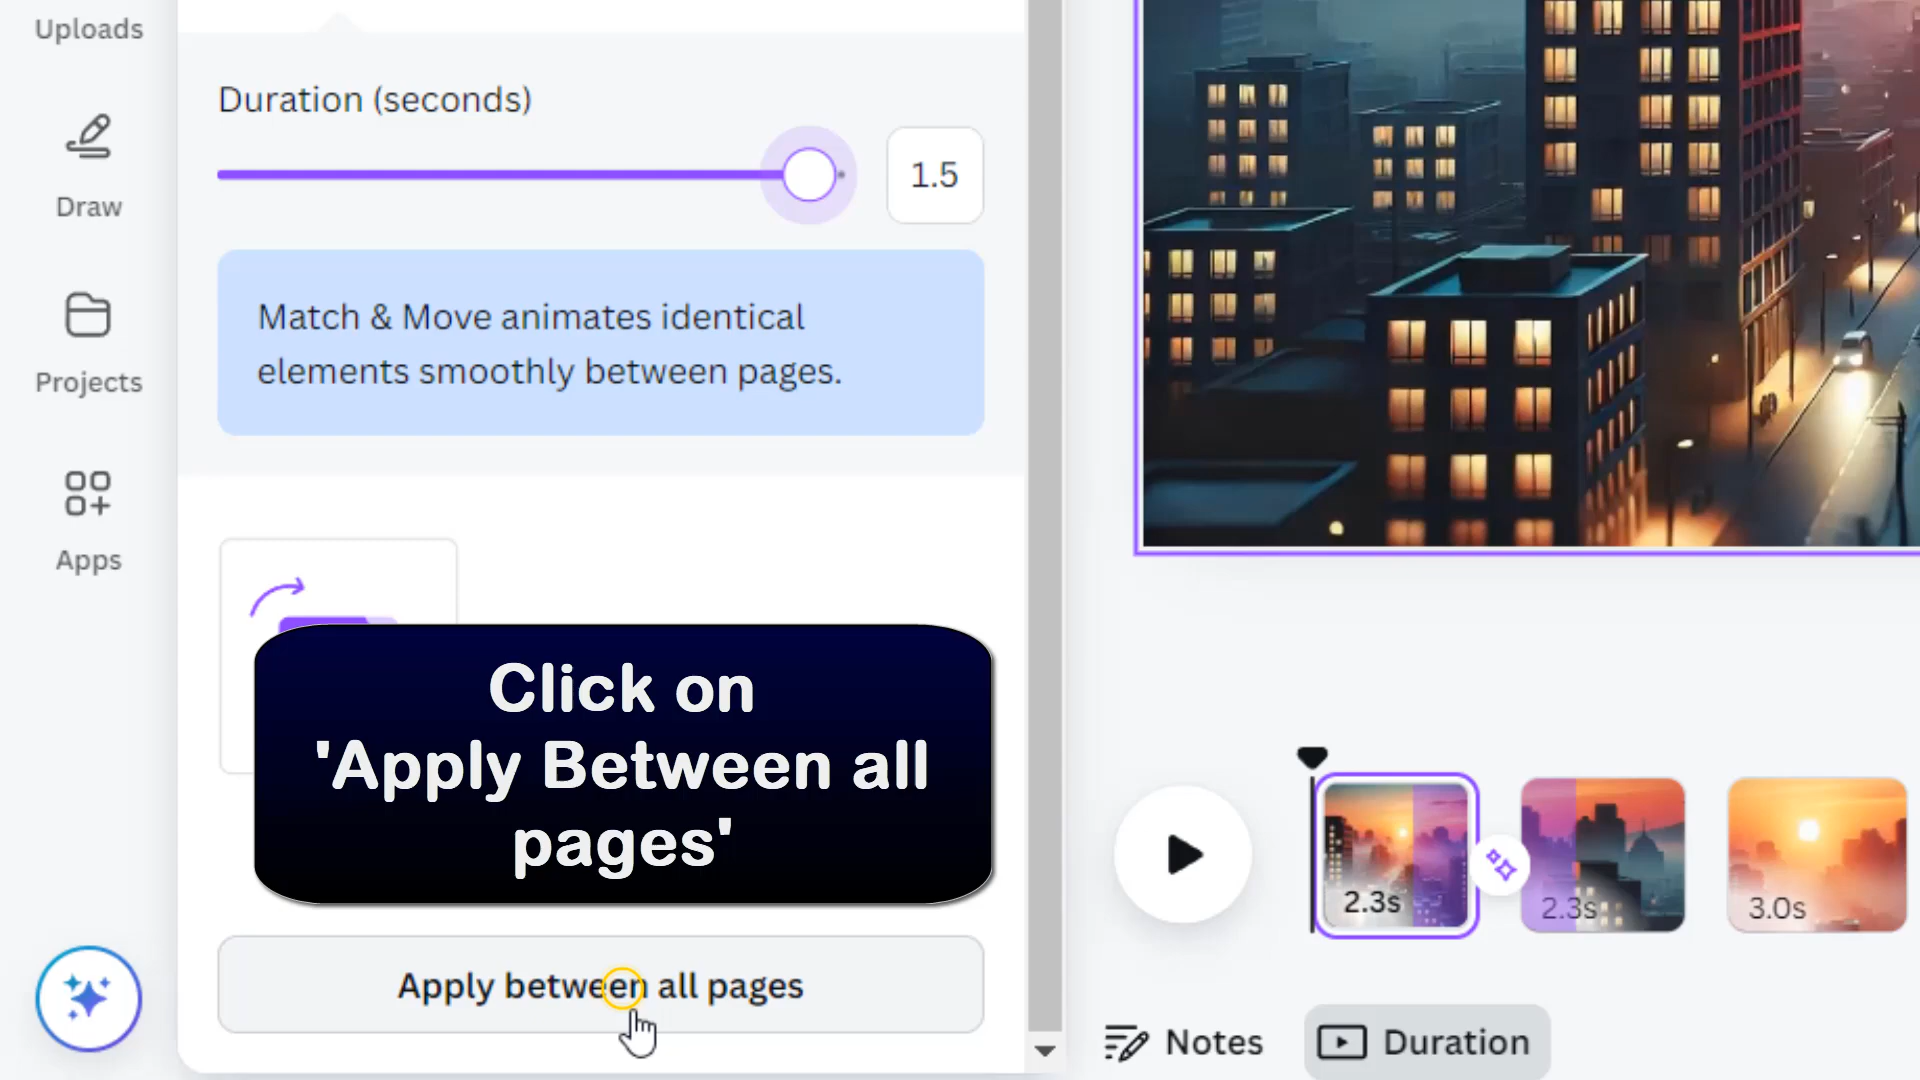 Uploads
Draw
Projects
Apps
Duration (seconds)
1.5
Match & Move animates identical
elements smoothly between pages.
Click on
'Apply Between all
pages'
Apply between all pages
2.3s
2.3s
3.0s
Notes
Duration